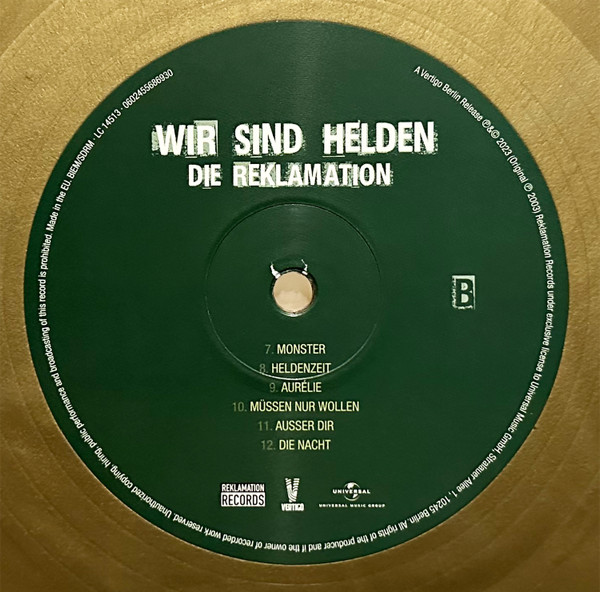 WIR SIND HELDEN
DIE REKLAMATION
B
7. MONSTER
8. HELDENZEIT
9. AURÉLIE
10. MÜSSEN NUR WOLLEN
11. AUSSER DIR
12. DIE NACHT
REKLAMATION
RECORDS
VERTIGO
UNIVERSAL
UNIVERSAL MUSIC GROUP
A Vertigo Berlin Release ℗&© 2023 (Original ℗ 2003) Reklamation Records under exclusive license to Universal Music GmbH, Stralauer Allee 1, 10245 Berlin. All rights of the producer and if the owner of recorded work reserved. Unauthorized copying, hiring public performance and broadcasting of this record is prohibited. Made in the EU. BIEM/SDRM · LC 14513 · 0602455686930